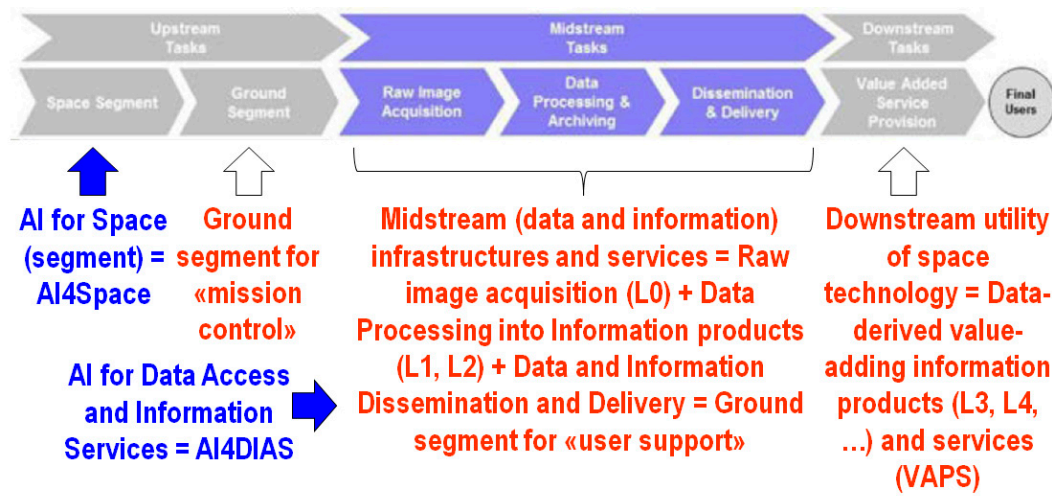 Upstream
Tasks
Midstream
Tasks
Downstream
Tasks
Space Segment
Ground
Segment
Raw Image
Acquisition
Data
Processing &
Archiving
Dissemination
& Delivery
Value Added
Service
Provision
Final
Users
AI for Space
(segment) =
AI4Space
Ground
segment for
«mission
control»
AI for Data Access
and Information
Services = AI4DIAS
Midstream (data and information)
infrastructures and services = Raw
image acquisition (L0) + Data
Processing into Information products
(L1, L2) + Data and Information
Dissemination and Delivery = Ground
segment for «user support»
Downstream utility
of space
technology = Data-
derived value-
adding information
products (L3, L4,
…) and services
(VAPS)